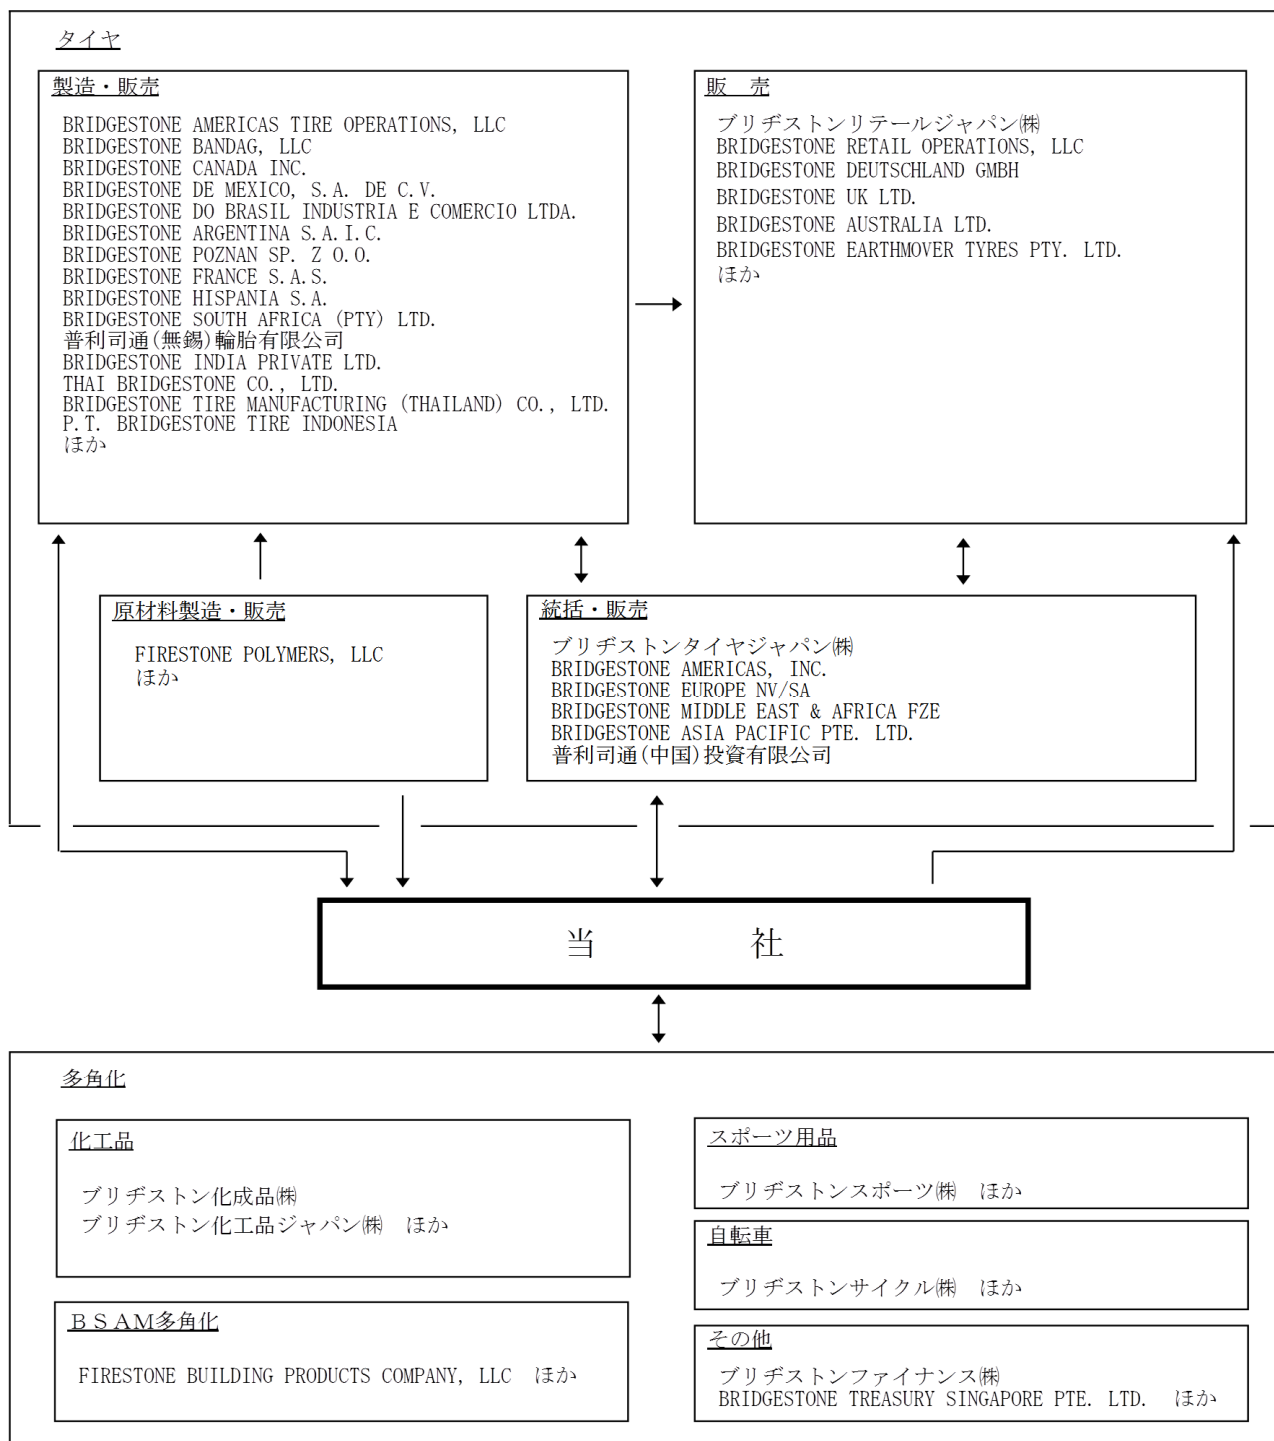 タイヤ
製造・販売
BRIDGESTONE AMERICAS TIRE OPERATIONS, LLC
BRIDGESTONE BANDAG, LLC
BRIDGESTONE CANADA INC.
BRIDGESTONE DE MEXICO, S.A. DE C.V.
BRIDGESTONE DO BRASIL INDUSTRIA E COMERCIO LTDA.
BRIDGESTONE ARGENTINA S.A.I.C.
BRIDGESTONE POZNAN SP. Z O.O.
BRIDGESTONE FRANCE S.A.S.
BRIDGESTONE HISPANIA S.A.
BRIDGESTONE SOUTH AFRICA (PTY) LTD.
普利司通(無錫)輪胎有限公司
BRIDGESTONE INDIA PRIVATE LTD.
THAI BRIDGESTONE CO., LTD.
BRIDGESTONE TIRE MANUFACTURING (THAILAND) CO., LTD.
P.T. BRIDGESTONE TIRE INDONESIA
ほか
販　売
ブリヂストンリテールジャパン㈱
BRIDGESTONE RETAIL OPERATIONS, LLC
BRIDGESTONE DEUTSCHLAND GMBH
BRIDGESTONE UK LTD.
BRIDGESTONE AUSTRALIA LTD.
BRIDGESTONE EARTHMOVER TYRES PTY. LTD.
ほか
原材料製造・販売
FIRESTONE POLYMERS, LLC
ほか
統括・販売
ブリヂストンタイヤジャパン㈱
BRIDGESTONE AMERICAS, INC.
BRIDGESTONE EUROPE NV/SA
BRIDGESTONE MIDDLE EAST & AFRICA FZE
BRIDGESTONE ASIA PACIFIC PTE. LTD.
普利司通(中国)投資有限公司
当　社
多角化
化工品
ブリヂストン化成品㈱
ブリヂストン化工品ジャパン㈱　ほか
ＢＳＡＭ多角化
FIRESTONE BUILDING PRODUCTS COMPANY, LLC　ほか
スポーツ用品
ブリヂストンスポーツ㈱　ほか
自転車
ブリヂストンサイクル㈱　ほか
その他
ブリヂストンファイナンス㈱
BRIDGESTONE TREASURY SINGAPORE PTE. LTD.　ほか